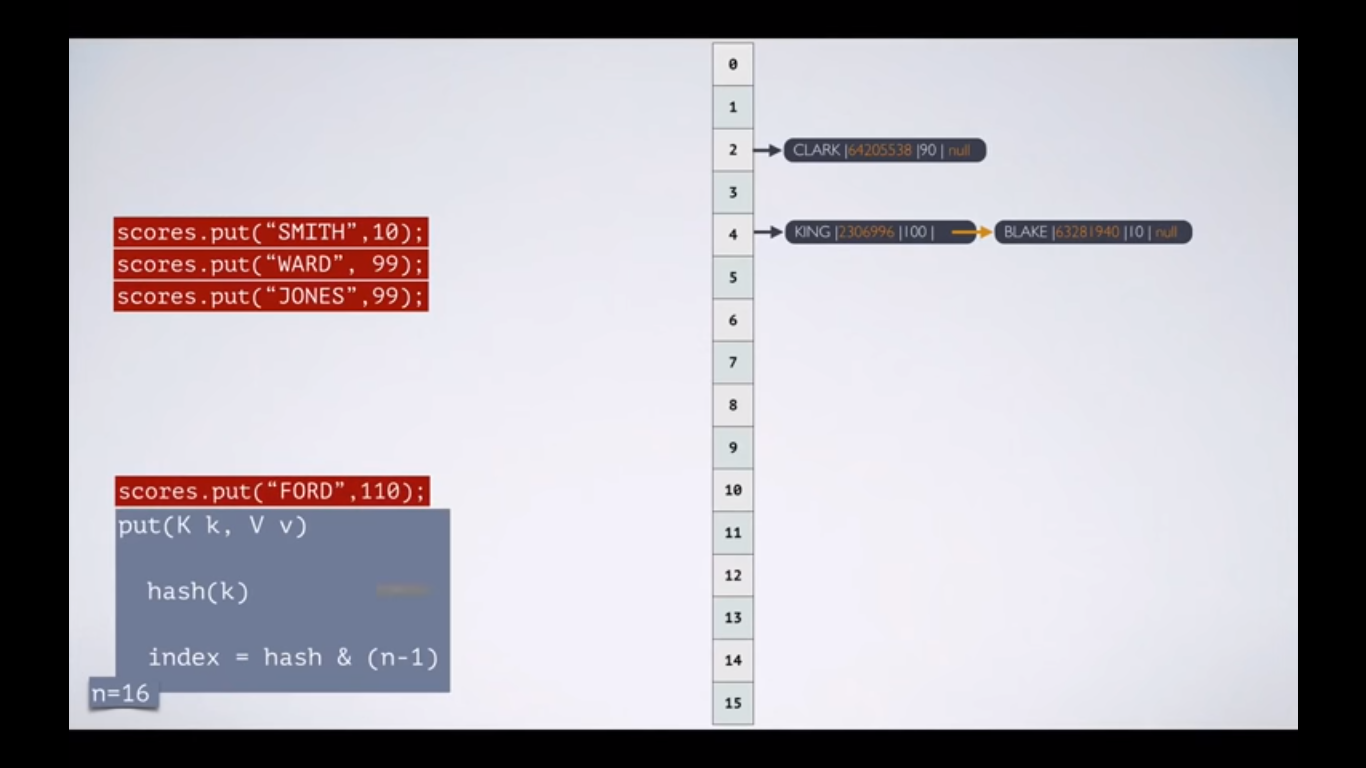 scores.put(“SMITH”,10);
scores.put(“WARD”, 99);
scores.put(“JONES”,99);
scores.put(“FORD”,110);
put(K k, V v)
hash(k)
index = hash & (n-1)
n=16
0
1
2
CLARK |64205538 |90 | null
3
4
KING |2306996 |100 |
BLAKE |63281940 |10 | null
5
6
7
8
9
10
11
12
13
14
15